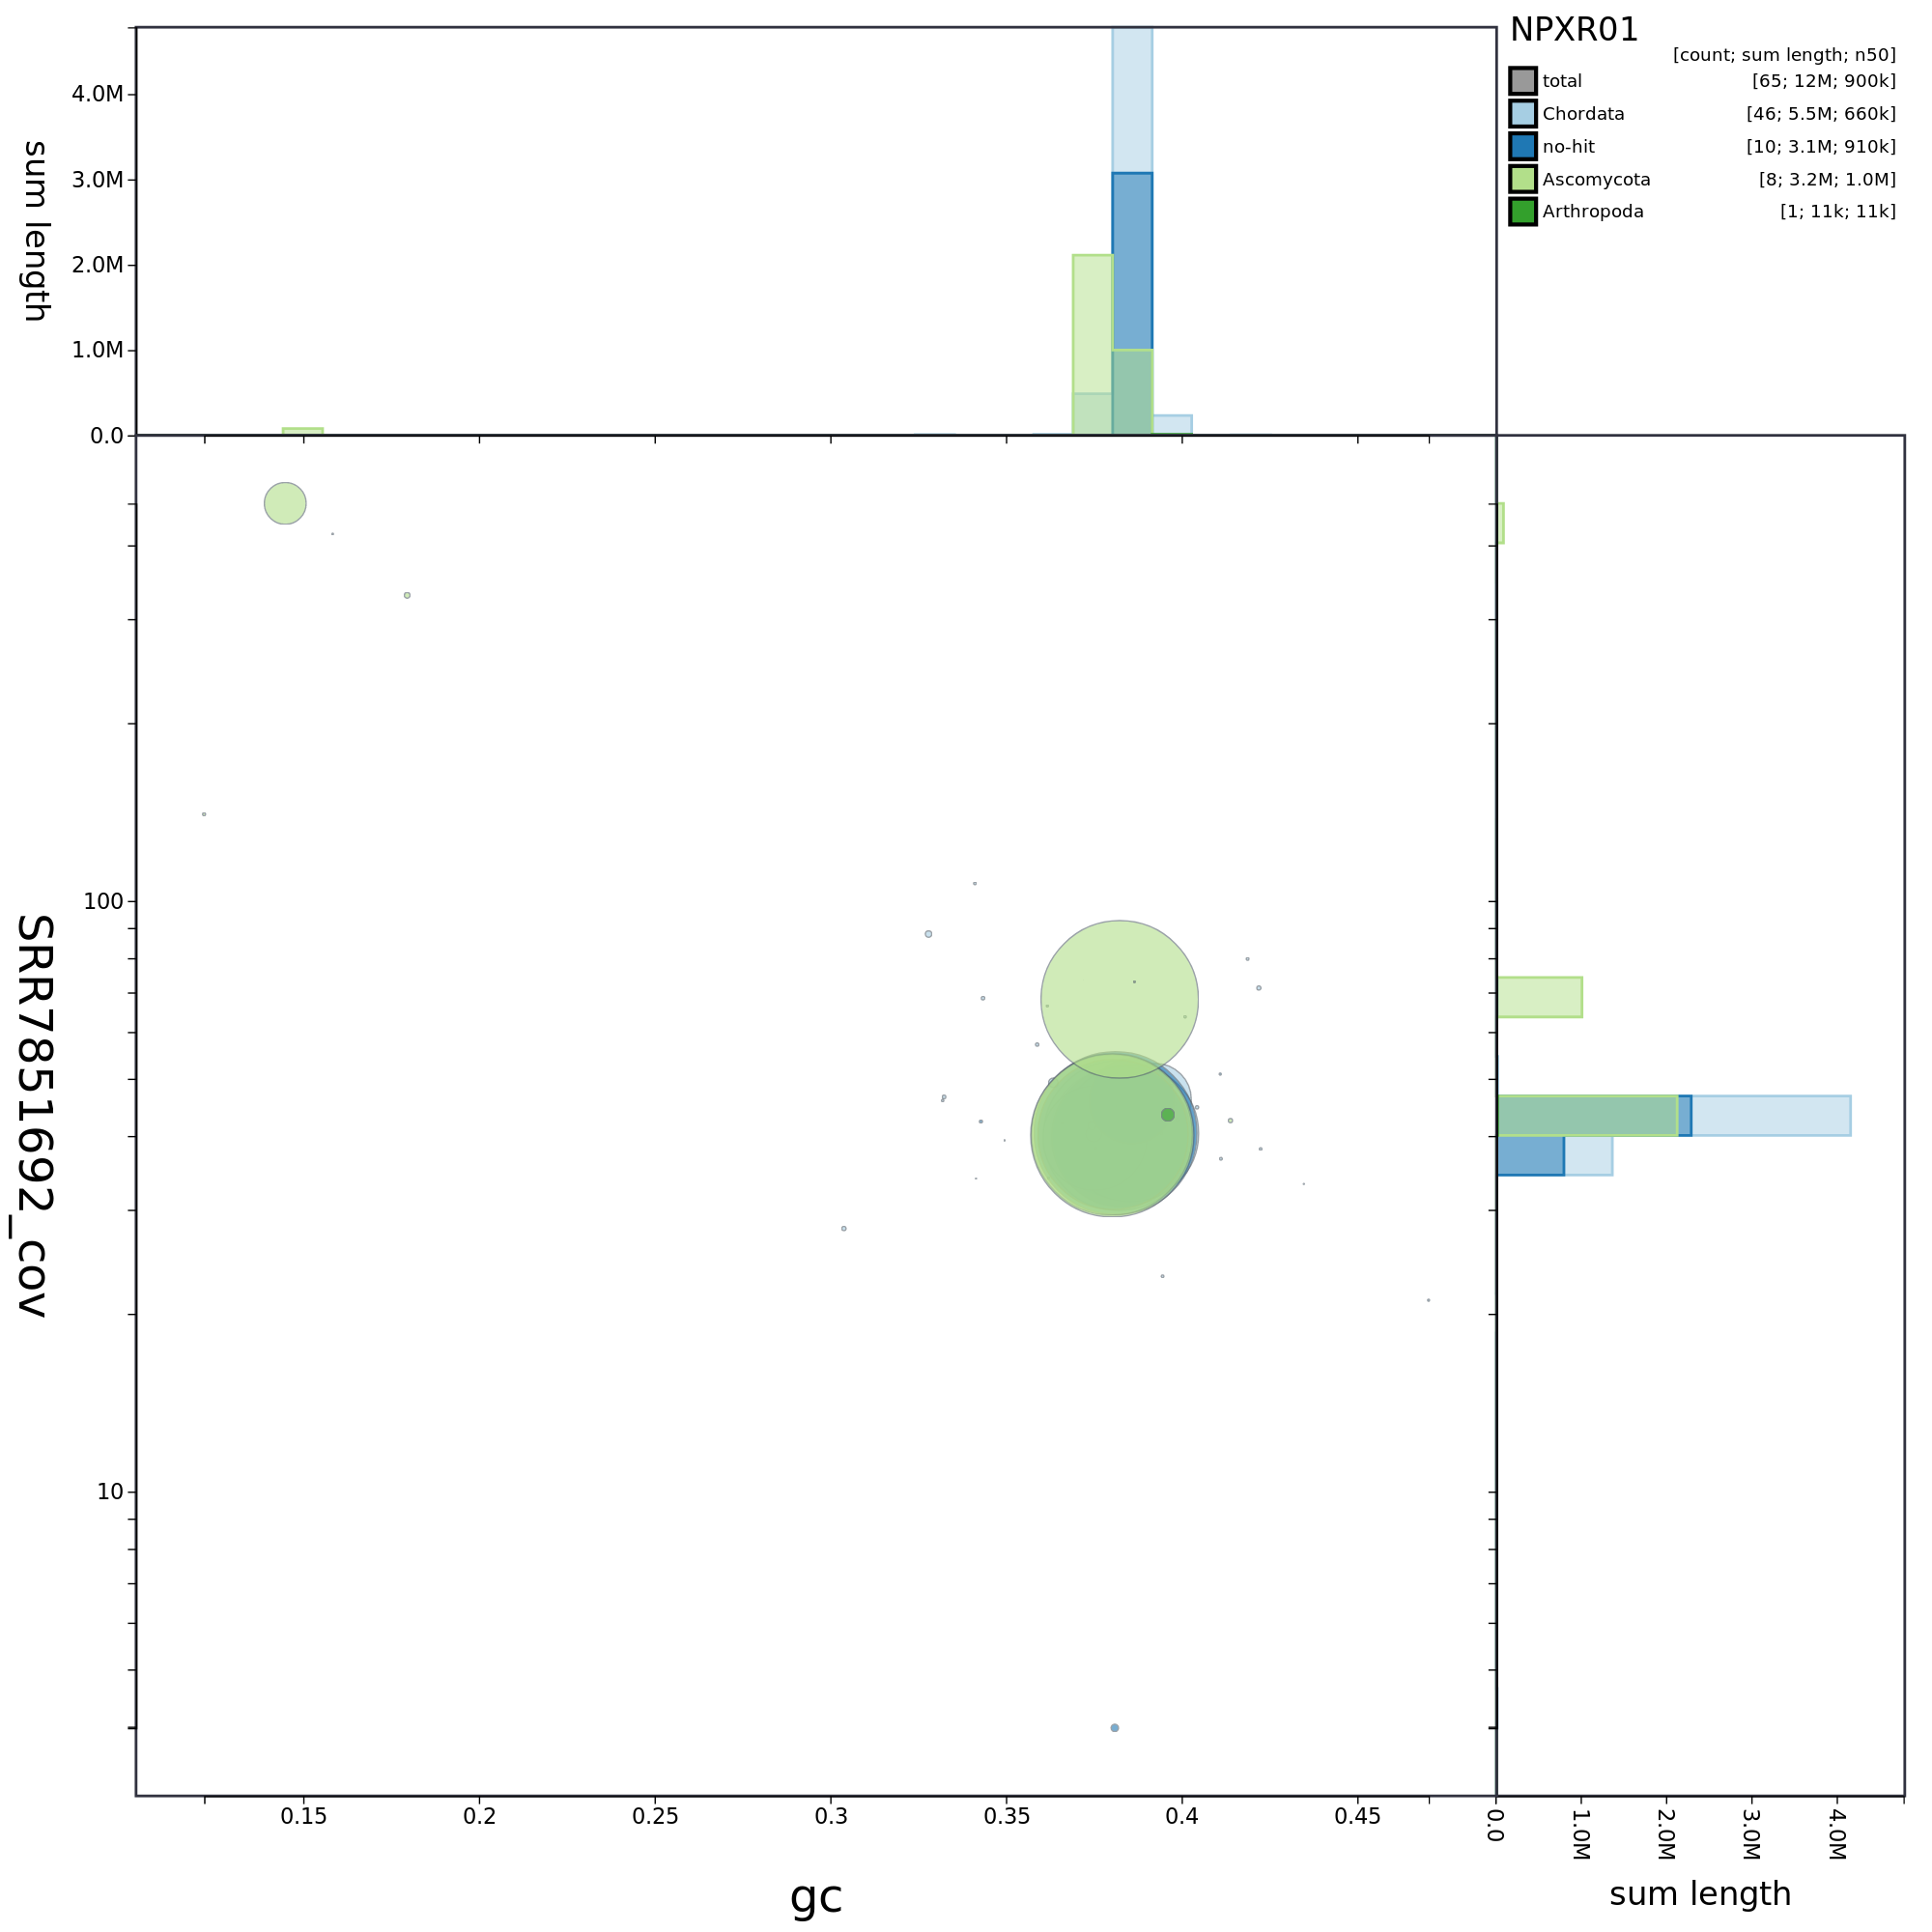 NPXR01
[count; sum length; n50]
total [65; 12M; 900k]
Chordata [46; 5.5M; 660k]
no-hit [10; 3.1M; 910k]
Ascomycota [8; 3.2M; 1.0M]
Arthropoda [1; 11k; 11k]
sum length
4.0M
3.0M
2.0M
1.0M
0.0
SRR7851692_cov
100
10
0.15 0.2 0.25 0.3 0.35 0.4 0.45
gc
0.0 1.0M 2.0M 3.0M 4.0M
sum length